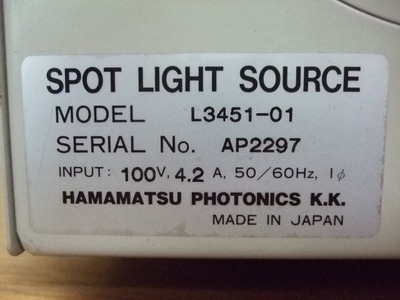 SPOT LIGHT SOURCE
MODEL L3451-01
SERIAL No. AP2297
INPUT: 100V, 4.2 A, 50/60Hz, 1φ
HAMAMATSU PHOTONICS K.K.
MADE IN JAPAN